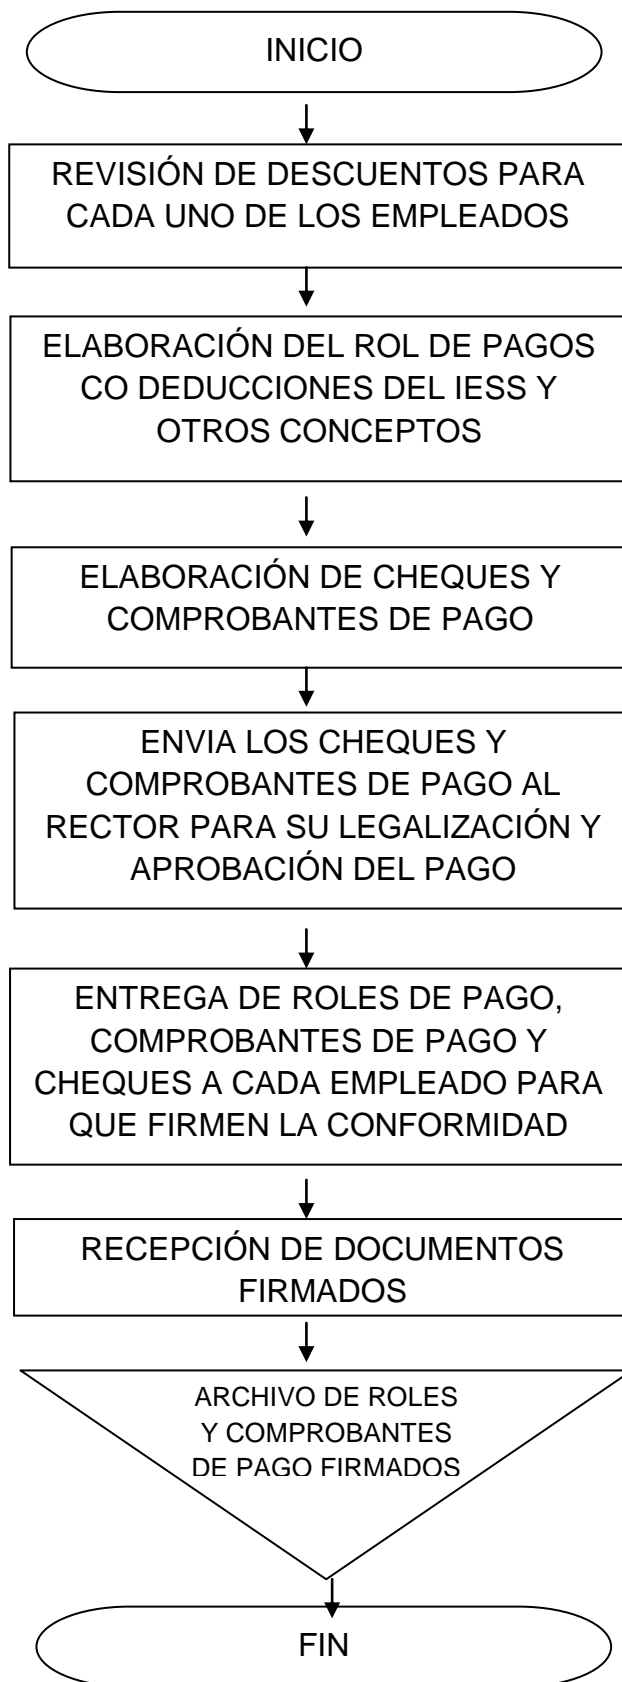 INICIO
REVISIÓN DE DESCUENTOS PARA
CADA UNO DE LOS EMPLEADOS
ELABORACIÓN DEL ROL DE PAGOS
CO DEDUCCIONES DEL IESS Y
OTROS CONCEPTOS
ELABORACIÓN DE CHEQUES Y
COMPROBANTES DE PAGO
ENVIA LOS CHEQUES Y
COMPROBANTES DE PAGO AL
RECTOR PARA SU LEGALIZACIÓN Y
APROBACIÓN DEL PAGO
ENTREGA DE ROLES DE PAGO,
COMPROBANTES DE PAGO Y
CHEQUES A CADA EMPLEADO PARA
QUE FIRMEN LA CONFORMIDAD
RECEPCIÓN DE DOCUMENTOS
FIRMADOS
ARCHIVO DE ROLES
Y COMPROBANTES
DE PAGO FIRMADOS
FIN